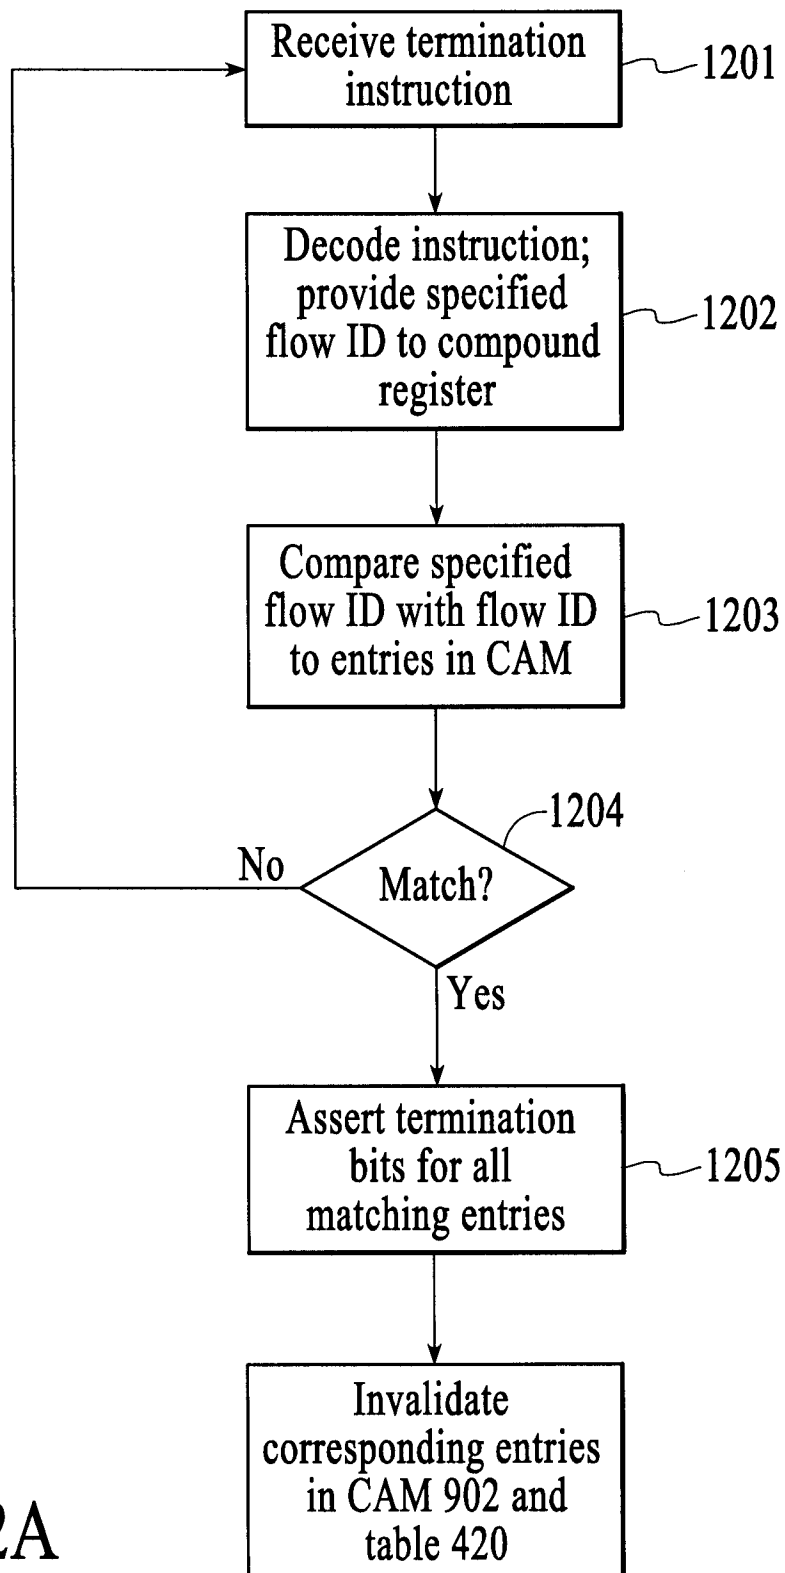 Receive termination
instruction
1201
Decode instruction;
provide specified
flow ID to compound
register
1202
Compare specified
flow ID with flow ID
to entries in CAM
1203
1204
Match?
No
Yes
Assert termination
bits for all
matching entries
1205
Invalidate
corresponding entries
in CAM 902 and
table 420
2A